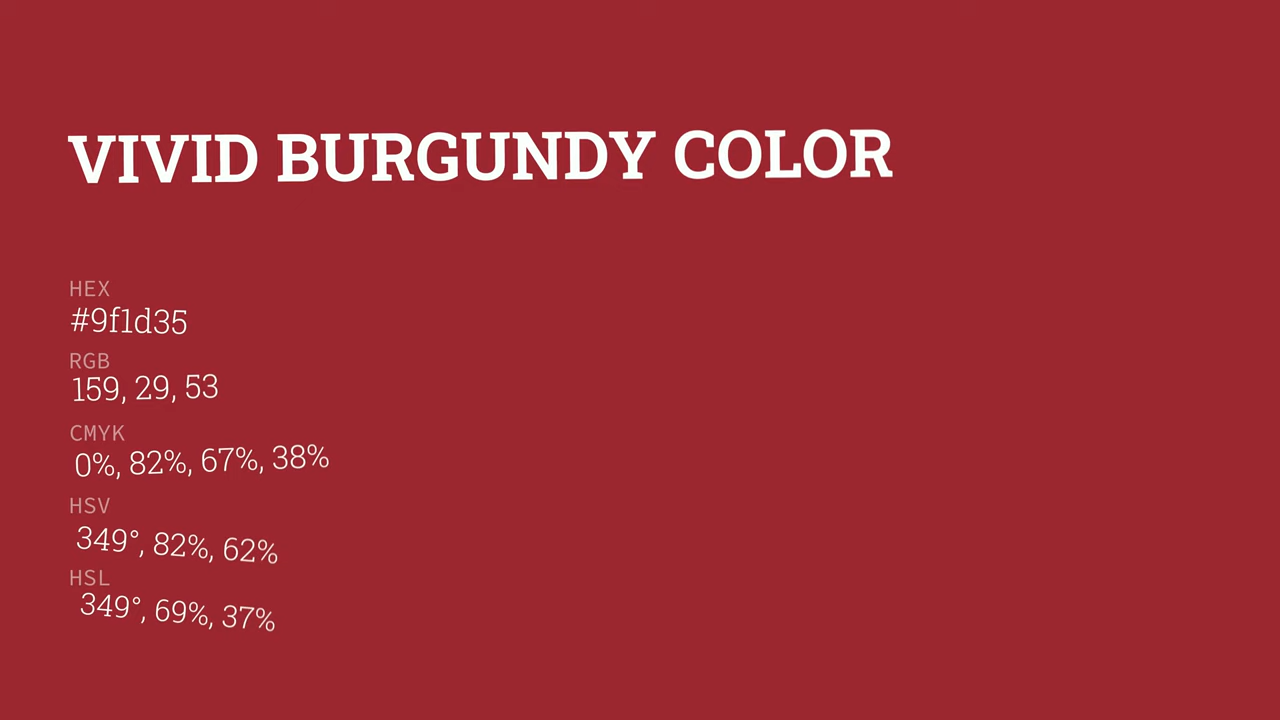 VIVID BURGUNDY COLOR
HEX
#9f1d35
RGB
159, 29, 53
CMYK
0%, 82%, 67%, 38%
HSV
349°, 82%, 62%
HSL
349°, 69%, 37%